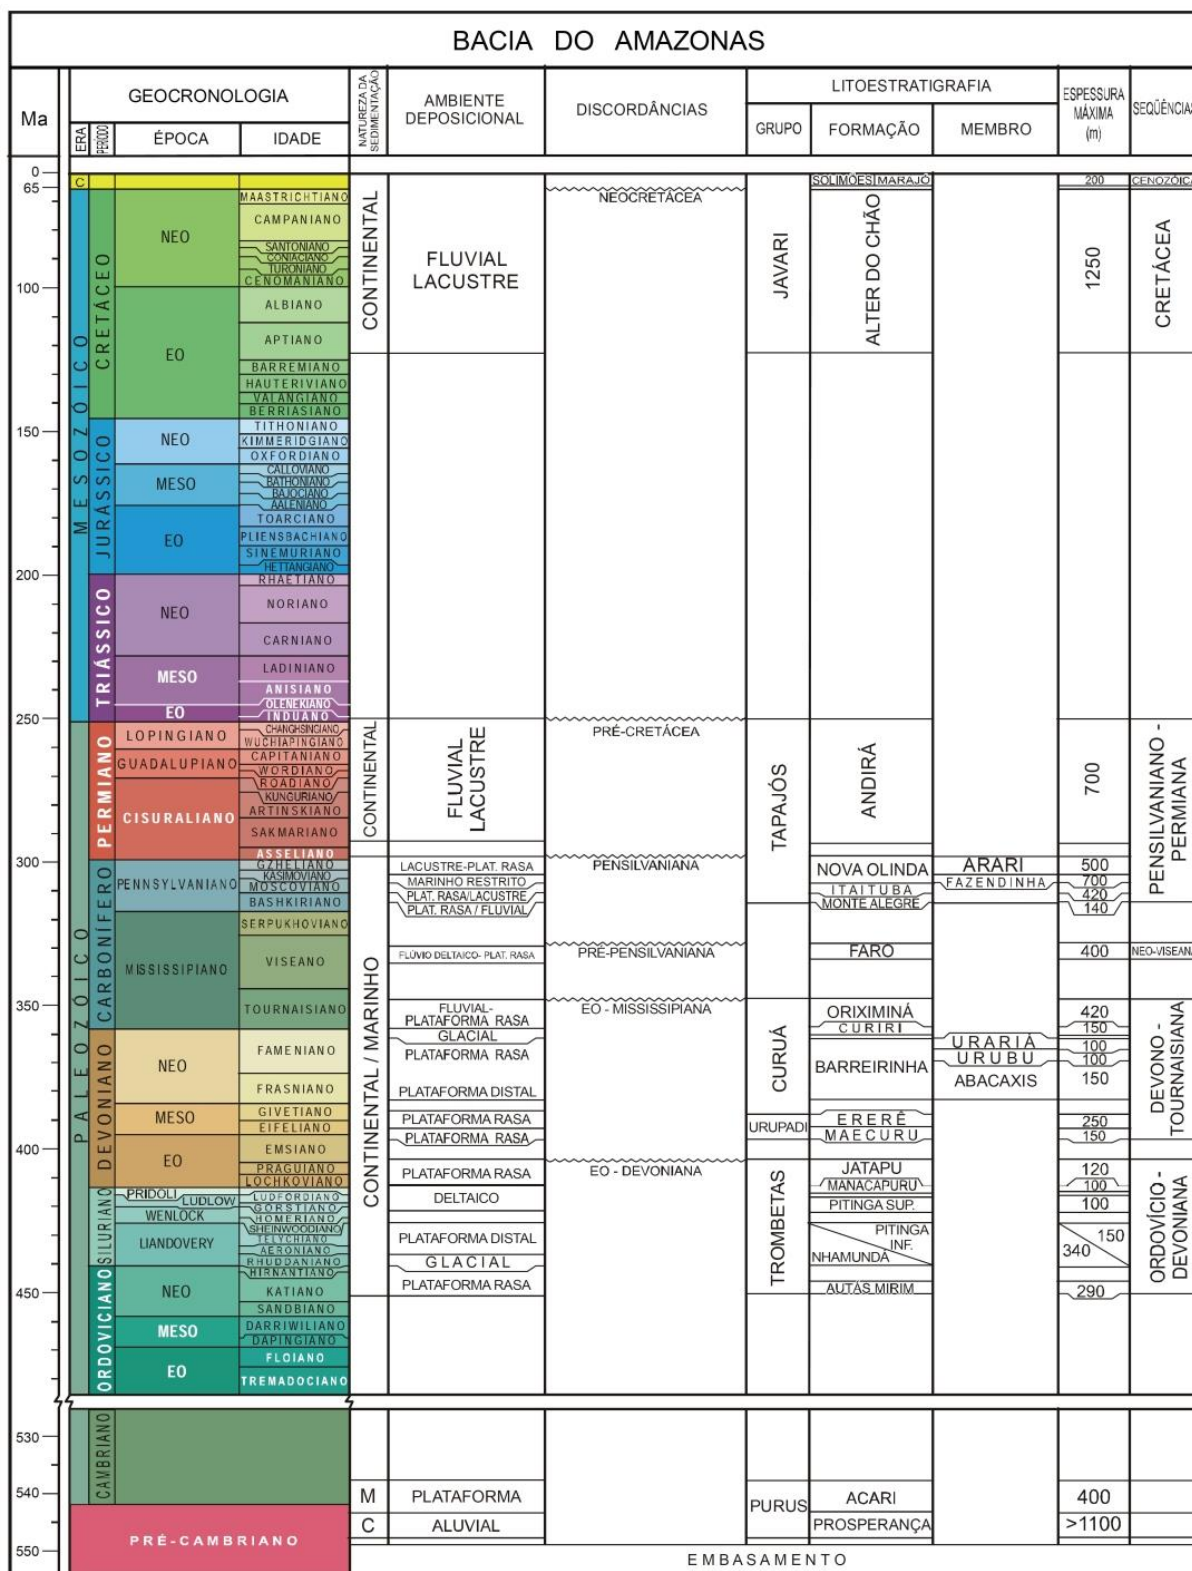 BACIA DO AMAZONAS
Ma
GEOCRONOLOGIA
ERA
PERÍODO
ÉPOCA
IDADE
NATUREZA DA SEDIMENTAÇÃO
AMBIENTE
DEPOSICIONAL
DISCORDÂNCIAS
LITOESTRATIGRAFIA
GRUPO
FORMAÇÃO
MEMBRO
ESPESSURA
MÁXIMA
(m)
SEQÜÊNCIAS
0
65
100
150
200
250
300
350
400
450
530
540
550
C
MESOZÓICO
PALEOZÓICO
CRETÁCEO
JURÁSSICO
TRIÁSSICO
PERMIANO
CARBONÍFERO
DEVONIANO
SILURIANO
ORDOVICIANO
CAMBRIANO
PRÉ-CAMBRIANO
NEO
EO
NEO
MESO
EO
NEO
MESO
EO
LOPINGIANO
GUADALUPIANO
CISURALIANO
PENNSYLVANIANO
MISSISSIPIANO
NEO
MESO
EO
PRIDOLI
LUDLOW
WENLOCK
LLANDOVERY
NEO
MESO
EO
MAASTRICHTIANO
CAMPANIANO
SANTONIANO
CONIACIANO
TURONIANO
CENOMANIANO
ALBIANO
APTIANO
BARREMIANO
HAUTERIVIANO
VALANGIANO
BERRIASIANO
TITHONIANO
KIMMERIDGIANO
OXFORDIANO
CALLOVIANO
BATHONIANO
BAJOCIANO
AALENIANO
TOARCIANO
PLIENSBACHIANO
SINEMURIANO
HETTANGIANO
RHAETIANO
NORIANO
CARNIANO
LADINIANO
ANISIANO
OLENEKIANO
INDUANO
CHANGHSINGIANO
WUCHIAPINGIANO
CAPITANIANO
WORDIANO
ROADIANO
KUNGURIANO
ARTINSKIANO
SAKMARIANO
ASSELIANO
GZHELIANO
KASIMOVIANO
MOSCOVIANO
BASHKIRIANO
SERPUKHOVIANO
VISEANO
TOURNAISIANO
FAMENIANO
FRASNIANO
GIVETIANO
EIFELIANO
EMSIANO
PRAGUIANO
LOCHKOVIANO
LUDFORDIANO
GORSTIANO
HOMERIANO
SHEINWOODIANO
TELYCHIANO
AERONIANO
RHUDDANIANO
HIRNANTIANO
KATIANO
SANDBIANO
DARRIWILIANO
DAPINGIANO
FLOIANO
TREMADOCIANO
CONTINENTAL
CONTINENTAL
CONTINENTAL / MARINHO
M
C
FLUVIAL
LACUSTRE
FLUVIAL
LACUSTRE
LACUSTRE-PLAT. RASA
MARINHO RESTRITO
PLAT. RASA/LACUSTRE
PLAT. RASA / FLUVIAL
FLÚVIO DELTAICO- PLAT. RASA
FLUVIAL-
PLATAFORMA RASA
GLACIAL
PLATAFORMA RASA
PLATAFORMA DISTAL
PLATAFORMA RASA
PLATAFORMA RASA
PLATAFORMA RASA
DELTAICO
PLATAFORMA DISTAL
GLACIAL
PLATAFORMA RASA
PLATAFORMA
ALUVIAL
NEOCRETÁCEA
PRÉ-CRETÁCEA
PENSILVANIANA
PRÉ-PENSILVANIANA
EO - MISSISSIPIANA
EO - DEVONIANA
JAVARI
TAPAJÓS
CURUÁ
URUPADI
TROMBETAS
PURUS
SOLIMÕES
MARAJÓ
ALTER DO CHÃO
ANDIRÁ
NOVA OLINDA
ITAITUBA
MONTE ALEGRE
FARO
ORIXIMINÁ
CURIRI
BARREIRINHA
ERERÊ
MAECURU
JATAPU
MANACAPURU
PITINGA SUP.
PITINGA
INF.
NHAMUNDÁ
AUTÁS MIRIM
ACARI
PROSPERANÇA
ARARI
FAZENDINHA
URARIÁ
URUBU
ABACAXIS
200
1250
700
500
700
420
140
400
420
150
100
100
150
250
150
120
100
100
150
340
290
400
>1100
CENOZÓICA
CRETÁCEA
PENSILVANIANO -
PERMIANA
NEO-VISEANA
DEVONO -
TOURNAISIANA
ORDOVÍCIO -
DEVONIANA
EMBASAMENTO